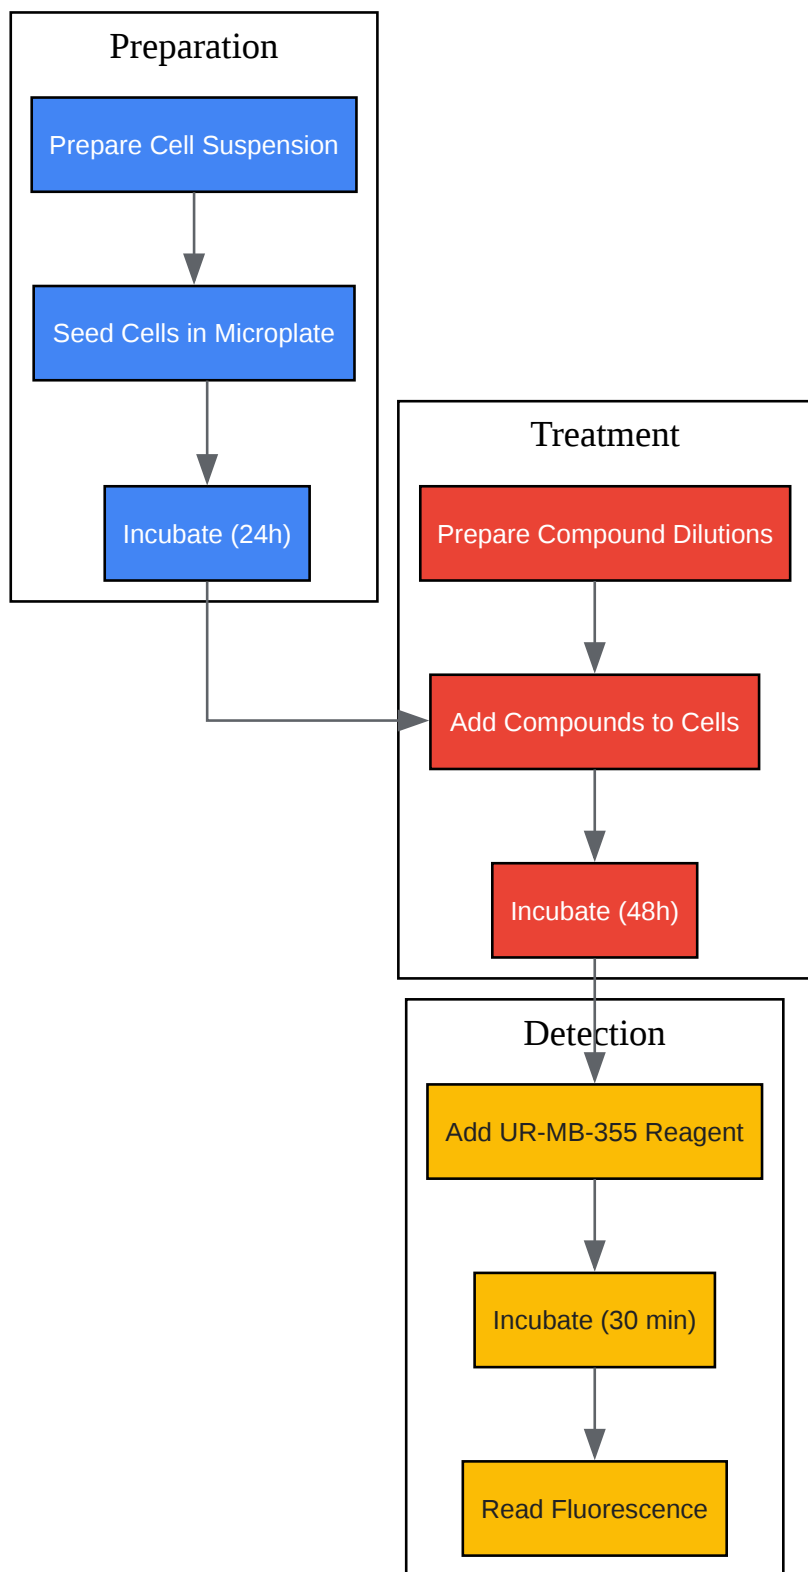 Preparation
Prepare Cell Suspension
Seed Cells in Microplate
Incubate (24h)
Treatment
Prepare Compound Dilutions
Add Compounds to Cells
Incubate (48h)
Detection
Add UR-MB-355 Reagent
Incubate (30 min)
Read Fluorescence